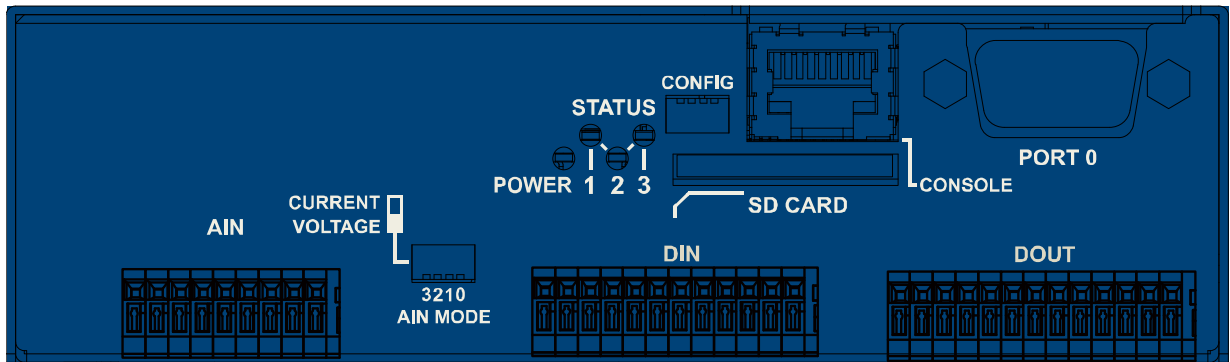 CONFIG
STATUS
POWER 1 2 3
PORT 0
CONSOLE
SD CARD
CURRENT
VOLTAGE
AIN
DIN
DOUT
3210
AIN MODE